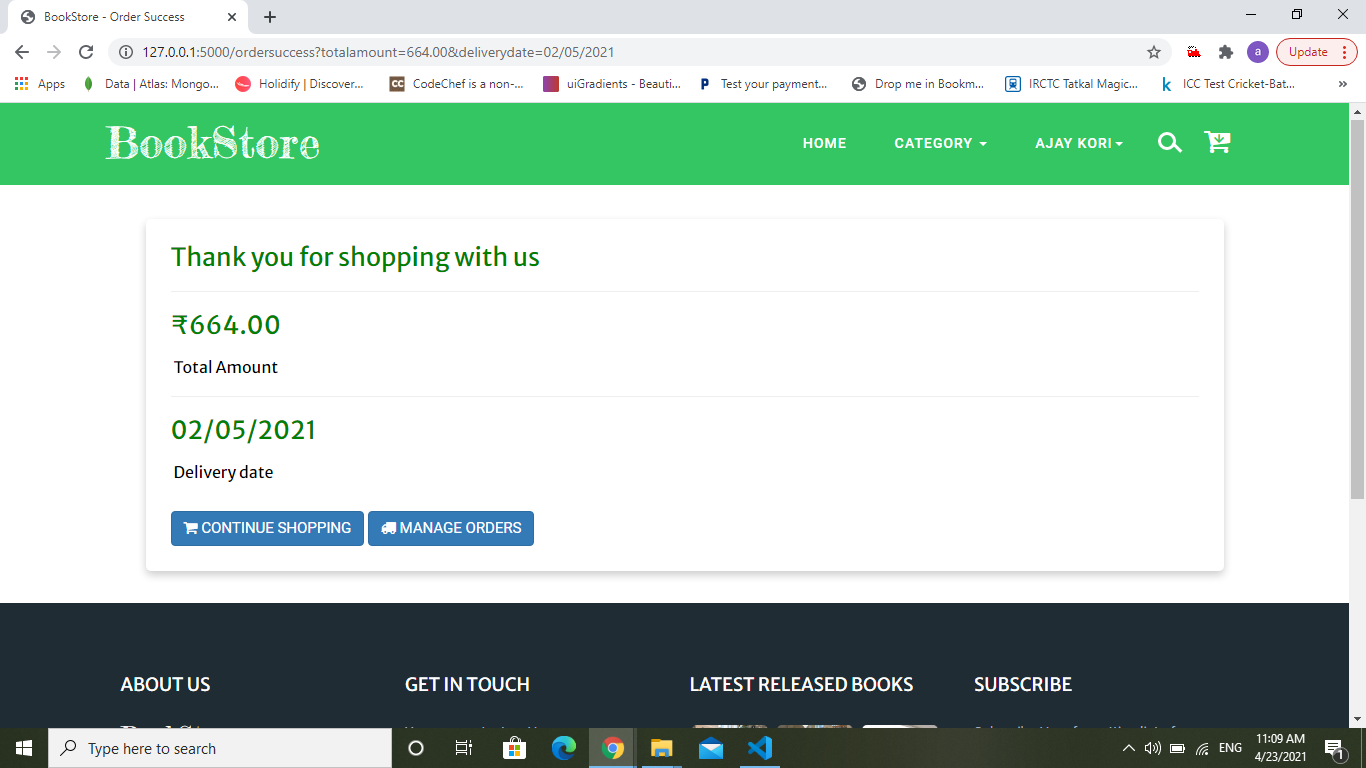 BookStore - Order Success
127.0.0.1:5000/ordersuccess?totalamount=664.00&deliverydate=02/05/2021
a
Update
Apps
Data | Atlas: Mongo...
Holidify | Discover...
CC
CodeChef is a non-...
uiGradients - Beauti...
P
Test your payment...
Drop me in Bookm...
IRCTC Tatkal Magic...
k
ICC Test Cricket-Bat...
»
BookStore
HOME
CATEGORY
AJAY KORI
Thank you for shopping with us
₹664.00
Total Amount
02/05/2021
Delivery date
CONTINUE SHOPPING
MANAGE ORDERS
ABOUT US
GET IN TOUCH
LATEST RELEASED BOOKS
SUBSCRIBE
Type here to search
ENG
11:09 AM
4/23/2021
1